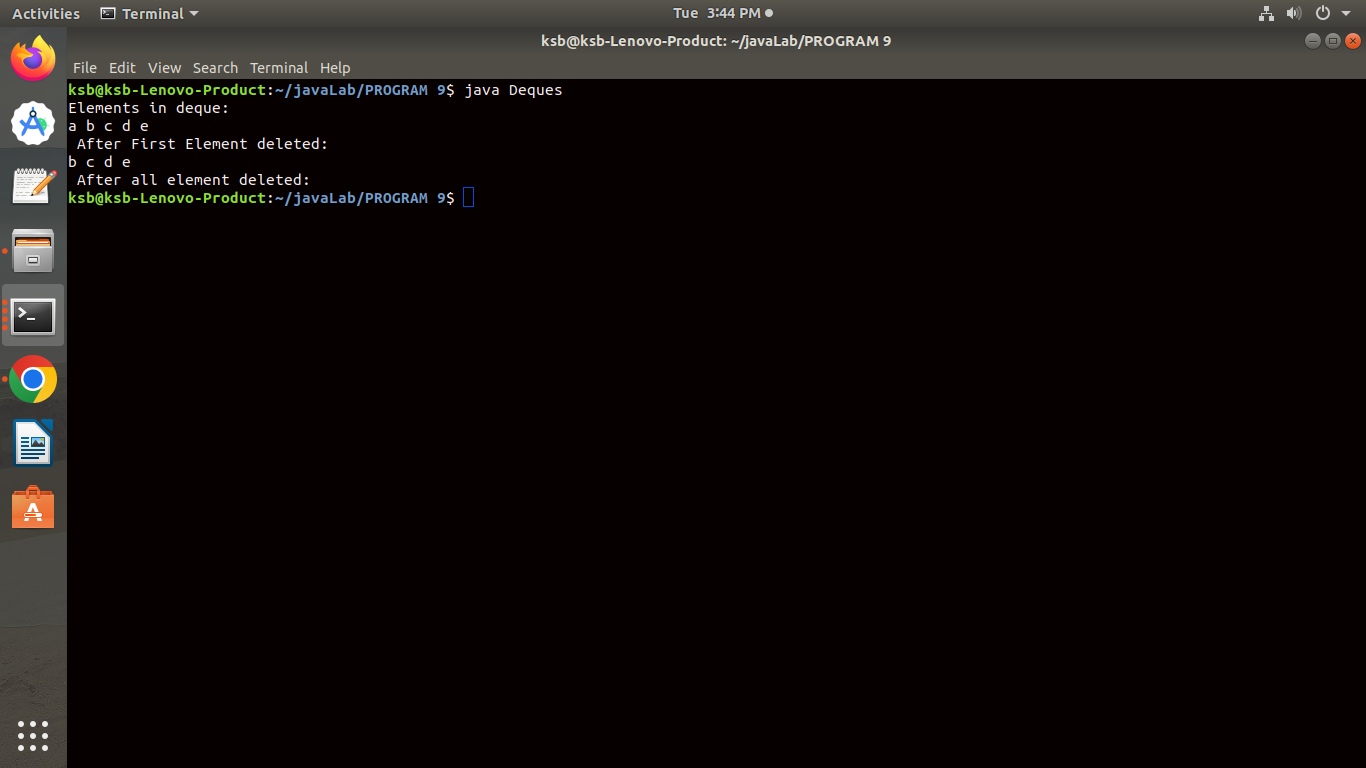 Activities Terminal Tue 3:44 PM
ksb@ksb-Lenovo-Product: ~/javaLab/PROGRAM 9
File Edit View Search Terminal Help
ksb@ksb-Lenovo-Product:~/javaLab/PROGRAM 9$ java Deques
Elements in deque:
a b c d e
 After First Element deleted:
b c d e
 After all element deleted:
ksb@ksb-Lenovo-Product:~/javaLab/PROGRAM 9$